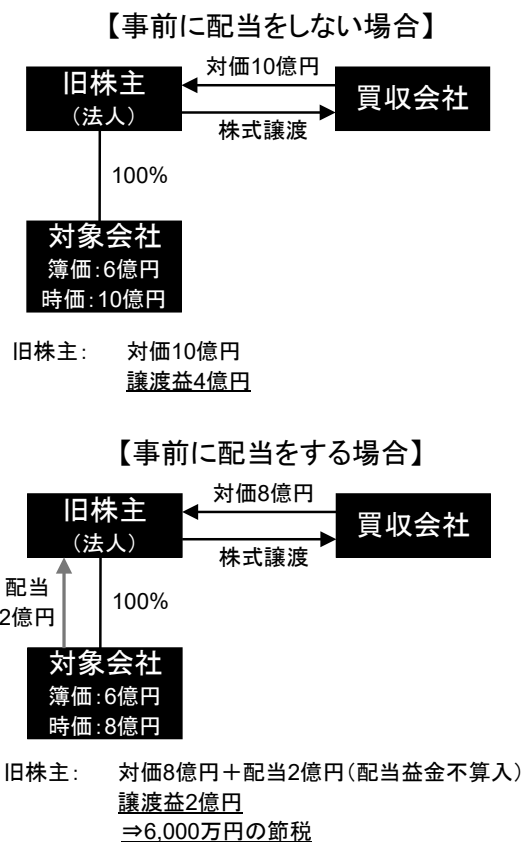 【事前に配当をしない場合】
対価10億円
旧株主
（法人）
買収会社
株式譲渡
100%
対象会社
簿価：6億円
時価：10億円
旧株主：　対価10億円
譲渡益4億円
【事前に配当をする場合】
対価8億円
旧株主
（法人）
買収会社
株式譲渡
配当
2億円
100%
対象会社
簿価：6億円
時価：8億円
旧株主：　対価8億円＋配当2億円（配当益金不算入）
譲渡益2億円
⇒6,000万円の節税